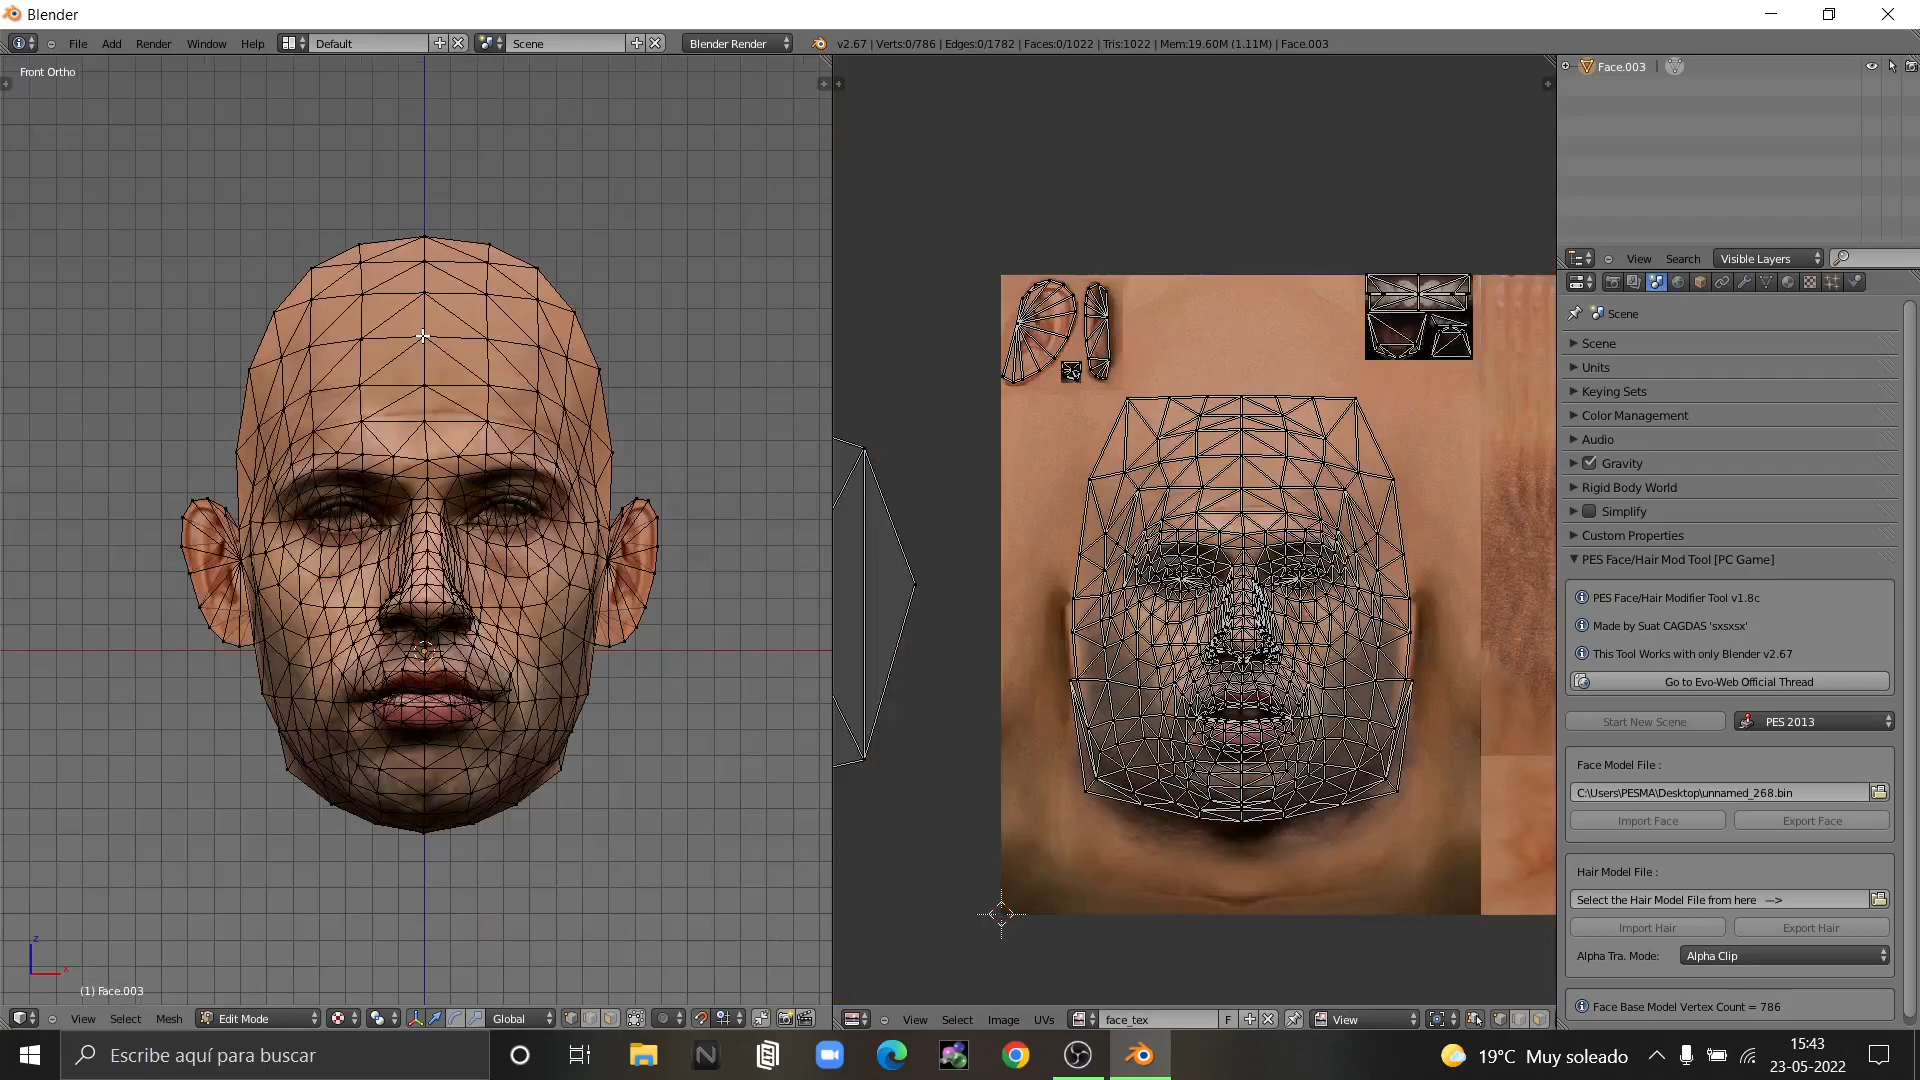 Blender
File Add Render Window Help Default Scene Blender Render v2.67 | Verts:0/786 | Edges:0/1782 | Faces:0/1022 | Tris:1022 | Mem:19.60M (1.11M) | Face.003
Front Ortho
Face.003
View Search Visible Layers
Scene
Scene
Units
Keying Sets
Color Management
Audio
Gravity
Rigid Body World
Simplify
Custom Properties
PES Face/Hair Mod Tool [PC Game]
PES Face/Hair Modifier Tool v1.8c
Made by Suat CAGDAS 'sxsxsx'
This Tool Works with only Blender v2.67
Go to Evo-Web Official Thread
Start New Scene PES 2013
Face Model File :
C:\Users\PESMA\Desktop\unnamed_268.bin
Import Face Export Face
Hair Model File :
Select the Hair Model File from here --->
Import Hair Export Hair
Alpha Tra. Mode: Alpha Clip
Face Base Model Vertex Count = 786
z
x
(1) Face.003
View Select Mesh Edit Mode Global
View Select Image UVs face_tex F View
Escribe aquí para buscar
19°C Muy soleado
15:43
23-05-2022